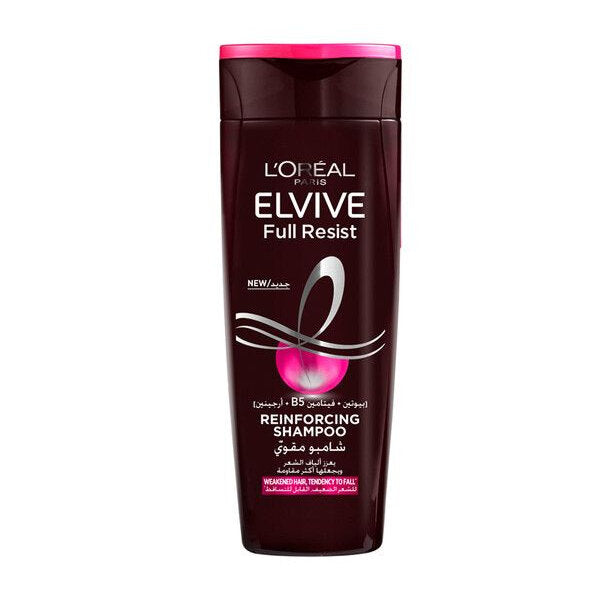 L'ORÉAL
PARIS
ELVIVE
Full Resist
NEW/جديد
[بيوتين + فيتامين B5 + أرجينين]
REINFORCING
SHAMPOO
شامبو مقوّي
يعزز ألياف الشعر
ويجعلها أكثر مقاومة
WEAKENED HAIR, TENDENCY TO FALL*
للشعر الضعيف، القابل للتساقط*